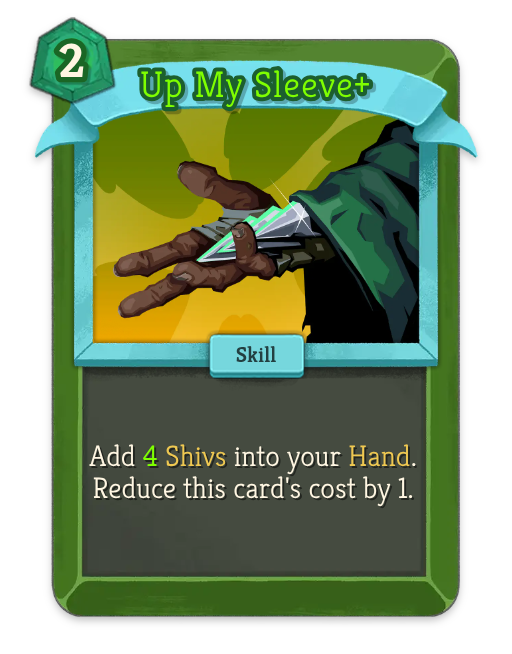 2
Up My Sleeve+
Skill
Add 4 Shivs into your Hand.
Reduce this card's cost by 1.